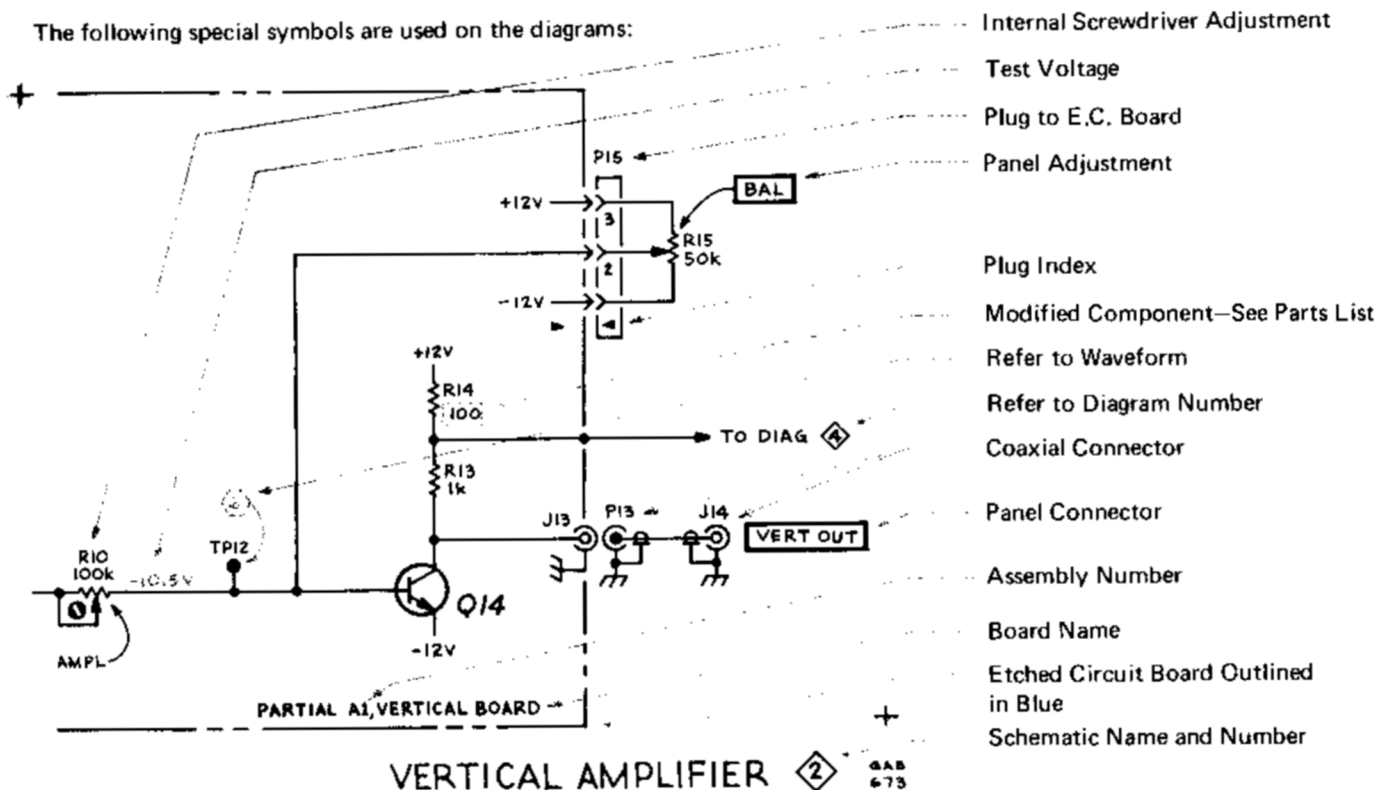 The following special symbols are used on the diagrams:
Internal Screwdriver Adjustment
Test Voltage
Plug to E.C. Board
Panel Adjustment
Plug Index
Modified Component—See Parts List
Refer to Waveform
Refer to Diagram Number
Coaxial Connector
Panel Connector
Assembly Number
Board Name
Etched Circuit Board Outlined
in Blue
Schematic Name and Number
P15
BAL
+12V
3
R15
50k
2
-12V
+12V
R14
100
TO DIAG 4
R13
1k
J13
P13
J14
VERT OUT
TP12
R10
100k
-10.5V
Q14
-12V
AMPL
PARTIAL A1, VERTICAL BOARD
VERTICAL AMPLIFIER 2
673